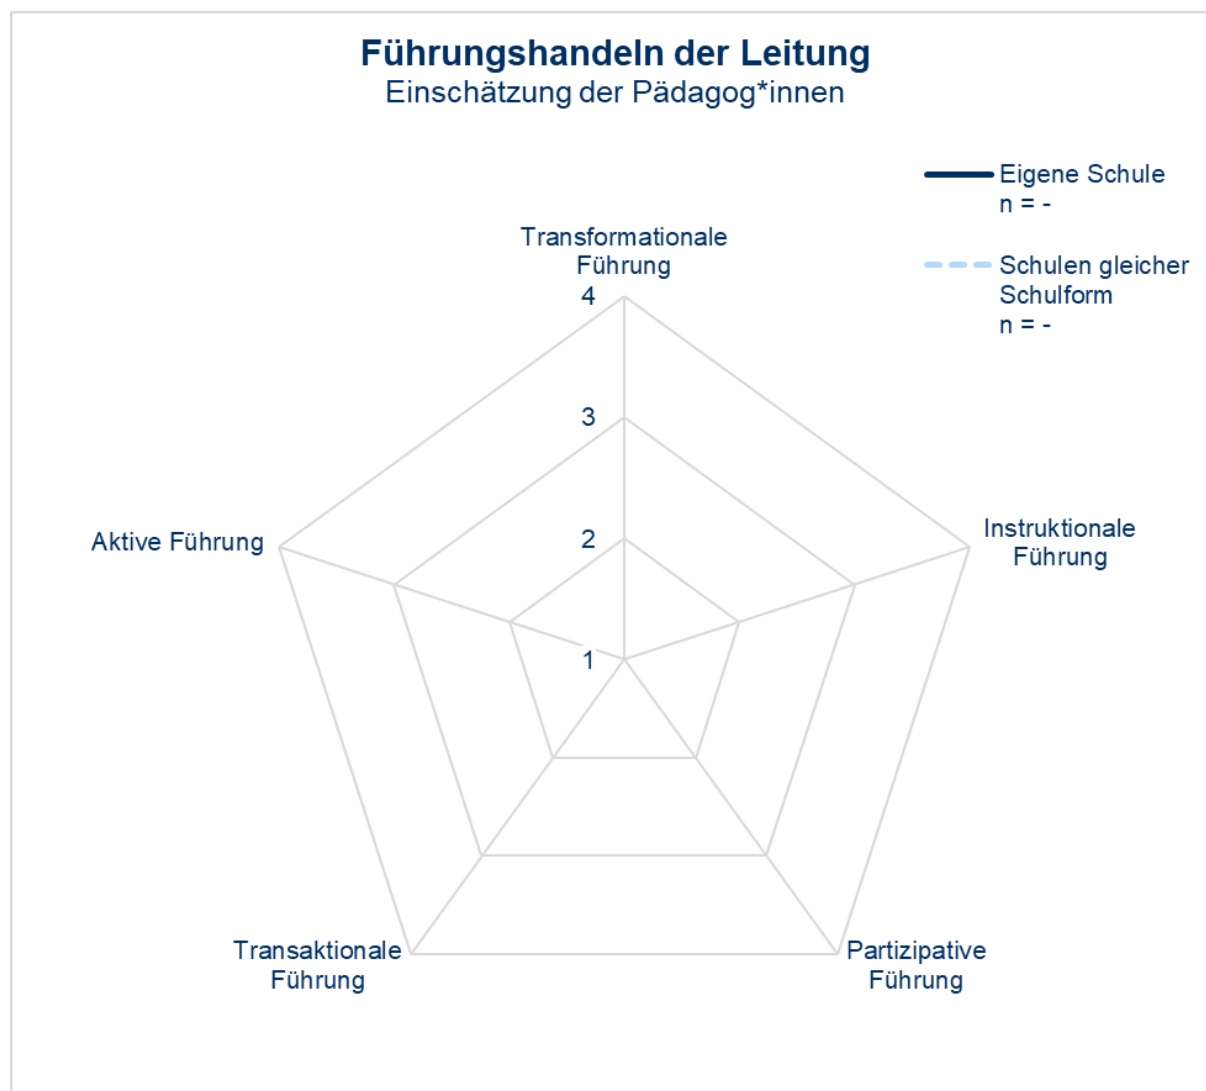 Führungshandeln der Leitung
Einschätzung der Pädagog*innen
Eigene Schule
n = -
Schulen gleicher
Schulform
n = -
Transformationale
Führung
4
3
2
1
Instruktionale
Führung
Aktive Führung
Transaktionale
Führung
Partizipative
Führung